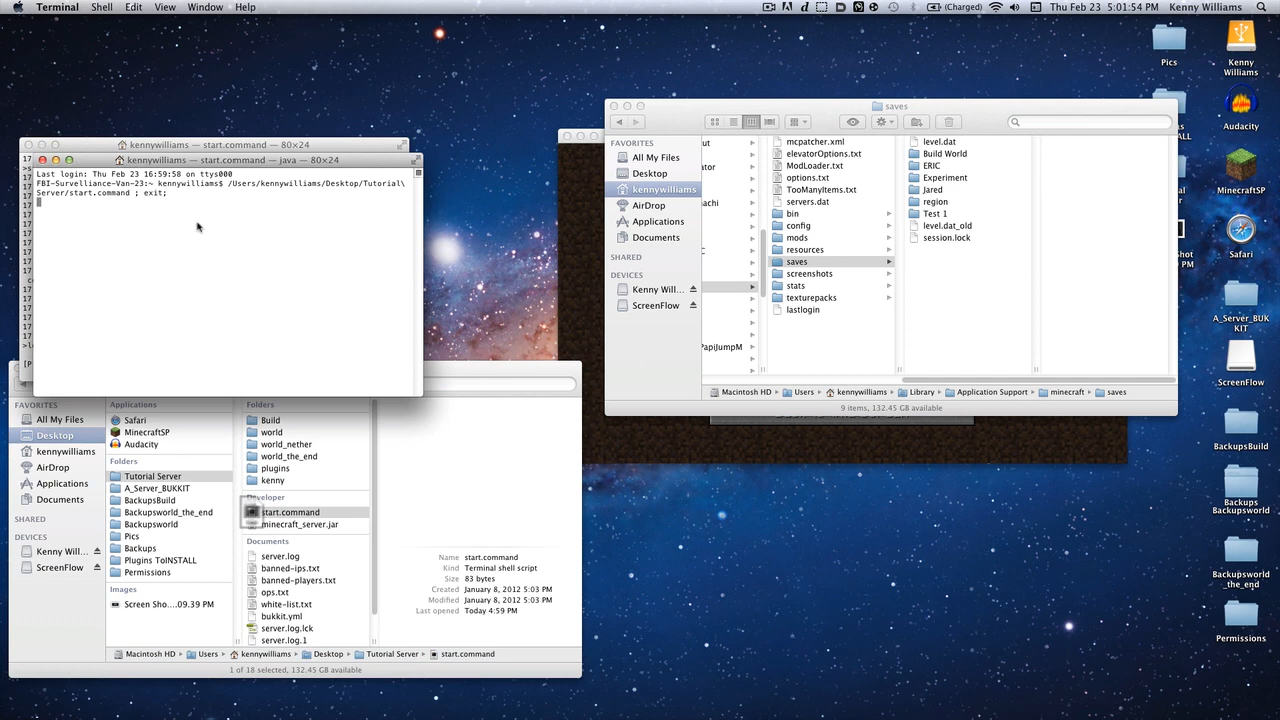 Terminal Shell Edit View Window Help
(Charged) Thu Feb 23 5:01:54 PM Kenny Williams
Pics
Kenny Williams
Audacity
MinecraftSP
Safari
A_Server_BUK
KIT
ScreenFlow
BackupsBuild
Backups
Backupsworld
Backupsworld
_the_end
Permissions
kennywilliams — start.command — 80×24
kennywilliams — start.command — java — 80×24
Last login: Thu Feb 23 16:59:58 on ttys000
FBI-Survelliance-Van-23:~ kennywilliams$ /Users/kennywilliams/Desktop/Tutorial\
Server/start.command ; exit;
saves
FAVORITES
All My Files
Desktop
kennywilliams
AirDrop
Applications
Documents
SHARED
DEVICES
Kenny Will...
ScreenFlow
PapiJumpM
mcpatcher.xml
elevatorOptions.txt
ModLoader.txt
options.txt
TooManyItems.txt
servers.dat
bin
config
mods
resources
saves
screenshots
stats
texturepacks
lastlogin
level.dat
Build World
ERIC
Experiment
Jared
region
Test 1
level.dat_old
session.lock
Macintosh HD Users kennywilliams Library Application Support minecraft saves
9 items, 132.45 GB available
FAVORITES
All My Files
Desktop
kennywilliams
AirDrop
Applications
Documents
SHARED
DEVICES
Kenny Will...
ScreenFlow
Applications
Safari
MinecraftSP
Audacity
Folders
Tutorial Server
A_Server_BUKKIT
BackupsBuild
Backupsworld_the_end
Backupsworld
Pics
Backups
Plugins ToINSTALL
Permissions
Images
Screen Sho....09.39 PM
Folders
Build
world
world_nether
world_the_end
plugins
kenny
Developer
start.command
minecraft_server.jar
Documents
server.log
banned-ips.txt
banned-players.txt
ops.txt
white-list.txt
bukkit.yml
server.log.lck
server.log.1
Name start.command
Kind Terminal shell script
Size 83 bytes
Created January 8, 2012 5:03 PM
Modified January 8, 2012 5:03 PM
Last opened Today 4:59 PM
Macintosh HD Users kennywilliams Desktop Tutorial Server start.command
1 of 18 selected, 132.45 GB available